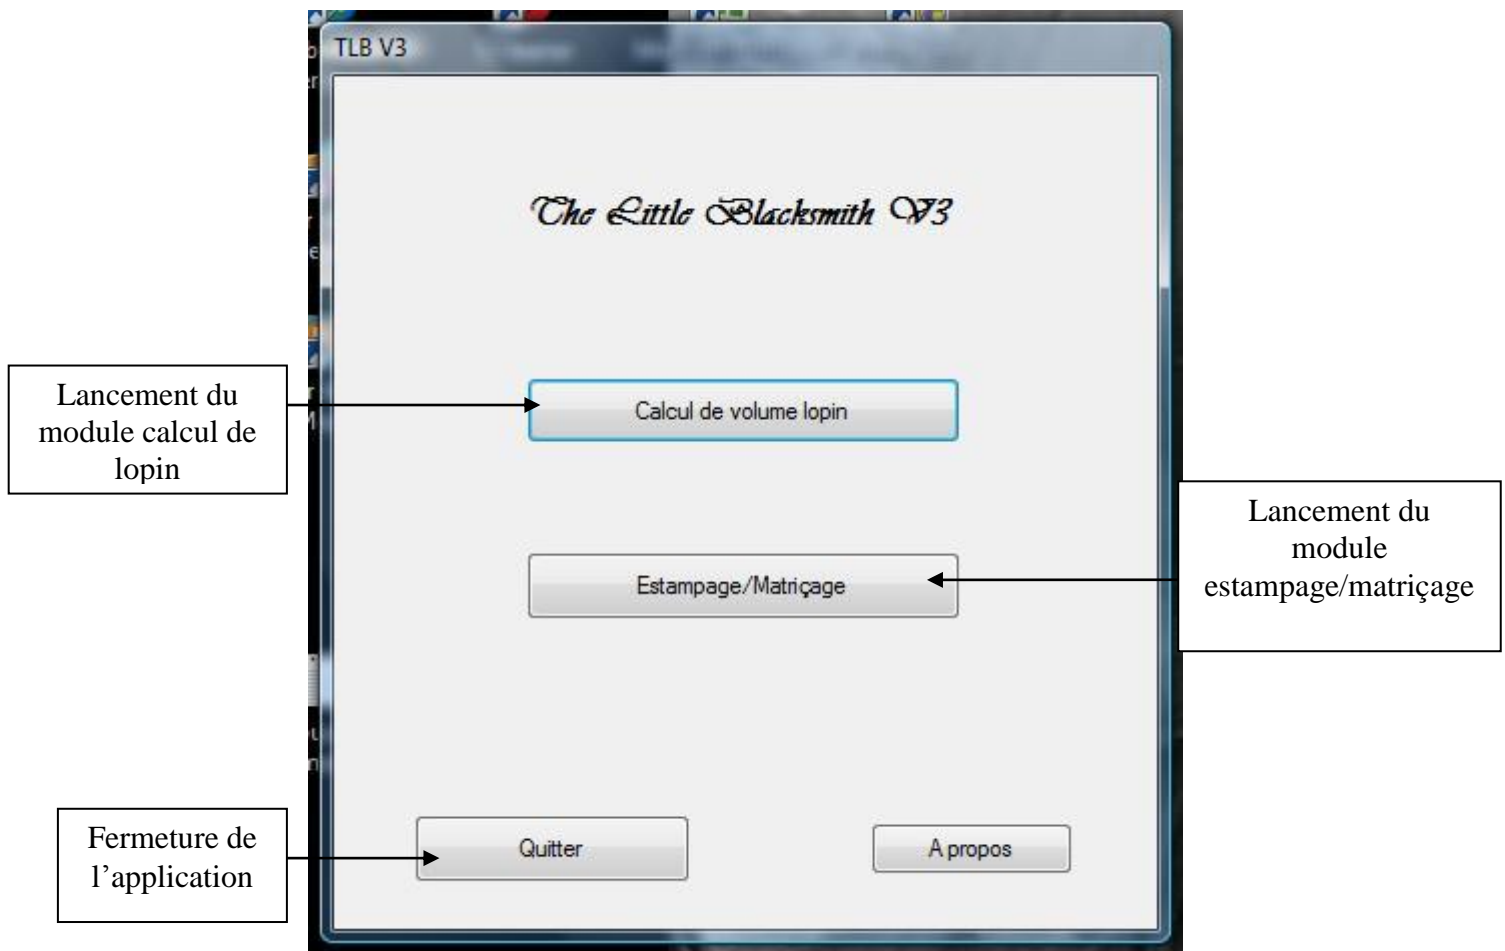 TLB V3
The Little Blacksmith V3
Lancement du
module calcul de
lopin
Calcul de volume lopin
Lancement du
module
estampage/matriçage
Estampage/Matriçage
Fermeture de
l’application
Quitter
A propos